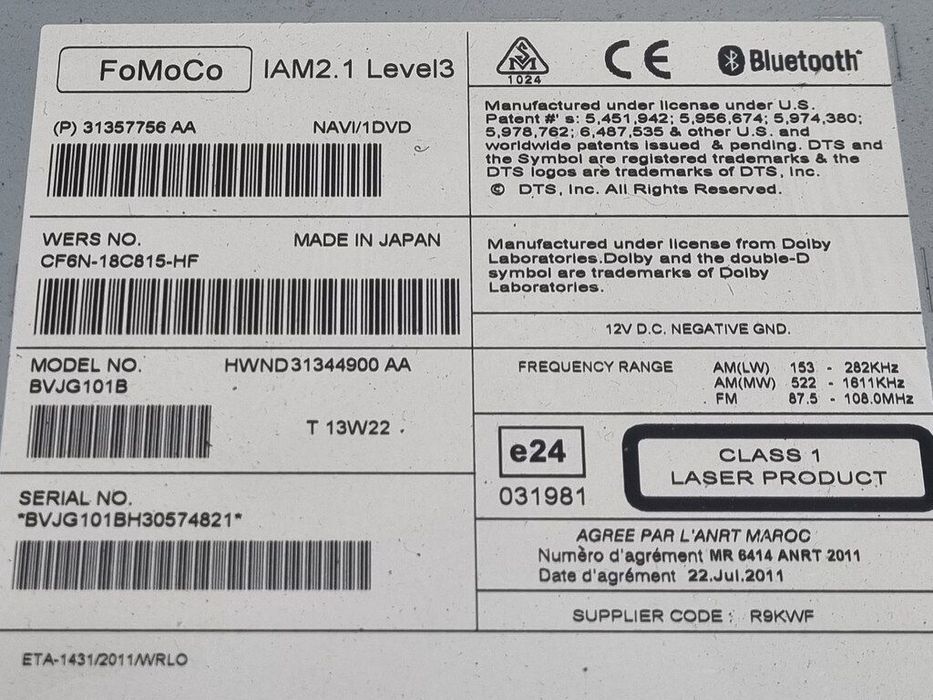 FoMoCo IAM2.1 Level3
(P) 31357756 AA NAVI/1DVD
WERS NO. MADE IN JAPAN
CF6N-18C815-HF
MODEL NO. HWND31344900 AA
BVJG101B
T 13W22
SERIAL NO.
*BVJG101BH30574821*
ETA-1431/2011/WRLO
SM
1024
CE
Bluetooth
Manufactured under license under U.S.
Patent #' s: 5,451,942; 5,956,674; 5,974,380;
5,978,762; 6,487,535 & other U.S. and
worldwide patents issued & pending. DTS and
the Symbol are registered trademarks & the
DTS logos are trademarks of DTS, Inc.
© DTS, Inc. All Rights Reserved.
Manufactured under license from Dolby
Laboratories.Dolby and the double-D
symbol are trademarks of Dolby
Laboratories.
12V D.C. NEGATIVE GND.
FREQUENCY RANGE AM(LW) 153 - 282KHz
AM(MW) 522 - 1611KHz
FM 87.5 - 108.0MHz
e24
031981
CLASS 1
LASER PRODUCT
AGREE PAR L'ANRT MAROC
Numèro d'agrément MR 6414 ANRT 2011
Date d'agrément 22.Jul.2011
SUPPLIER CODE : R9KWF